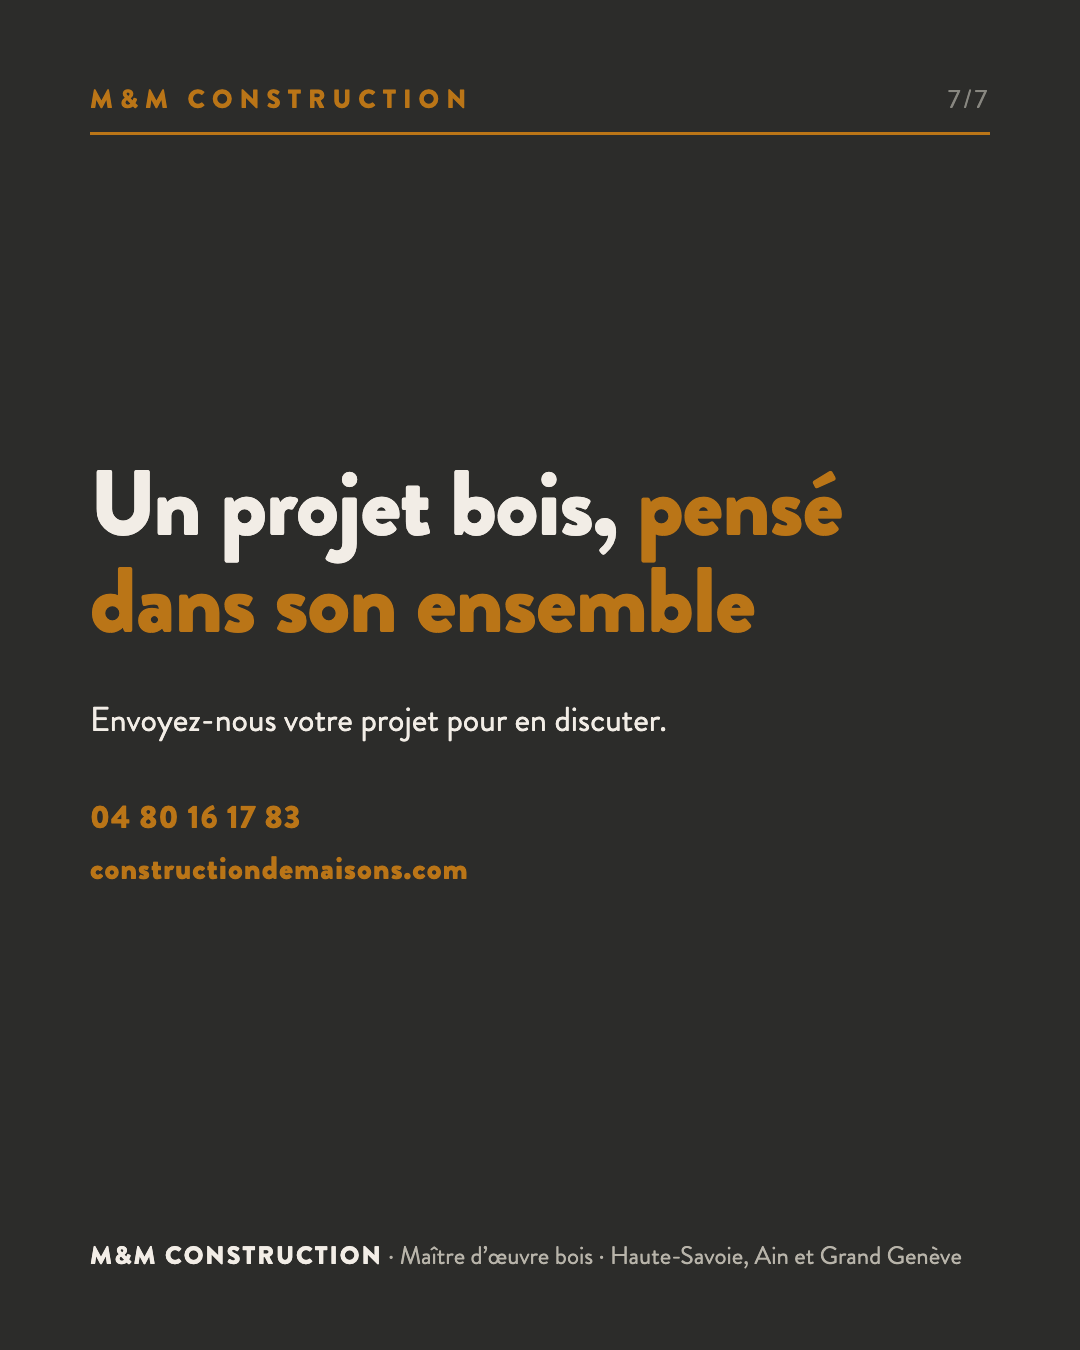 M&M CONSTRUCTION 7/7
Un projet bois, pensé
dans son ensemble
Envoyez-nous votre projet pour en discuter.
04 80 16 17 83
constructiondemaisons.com
M&M CONSTRUCTION · Maître d’œuvre bois · Haute-Savoie, Ain et Grand Genève